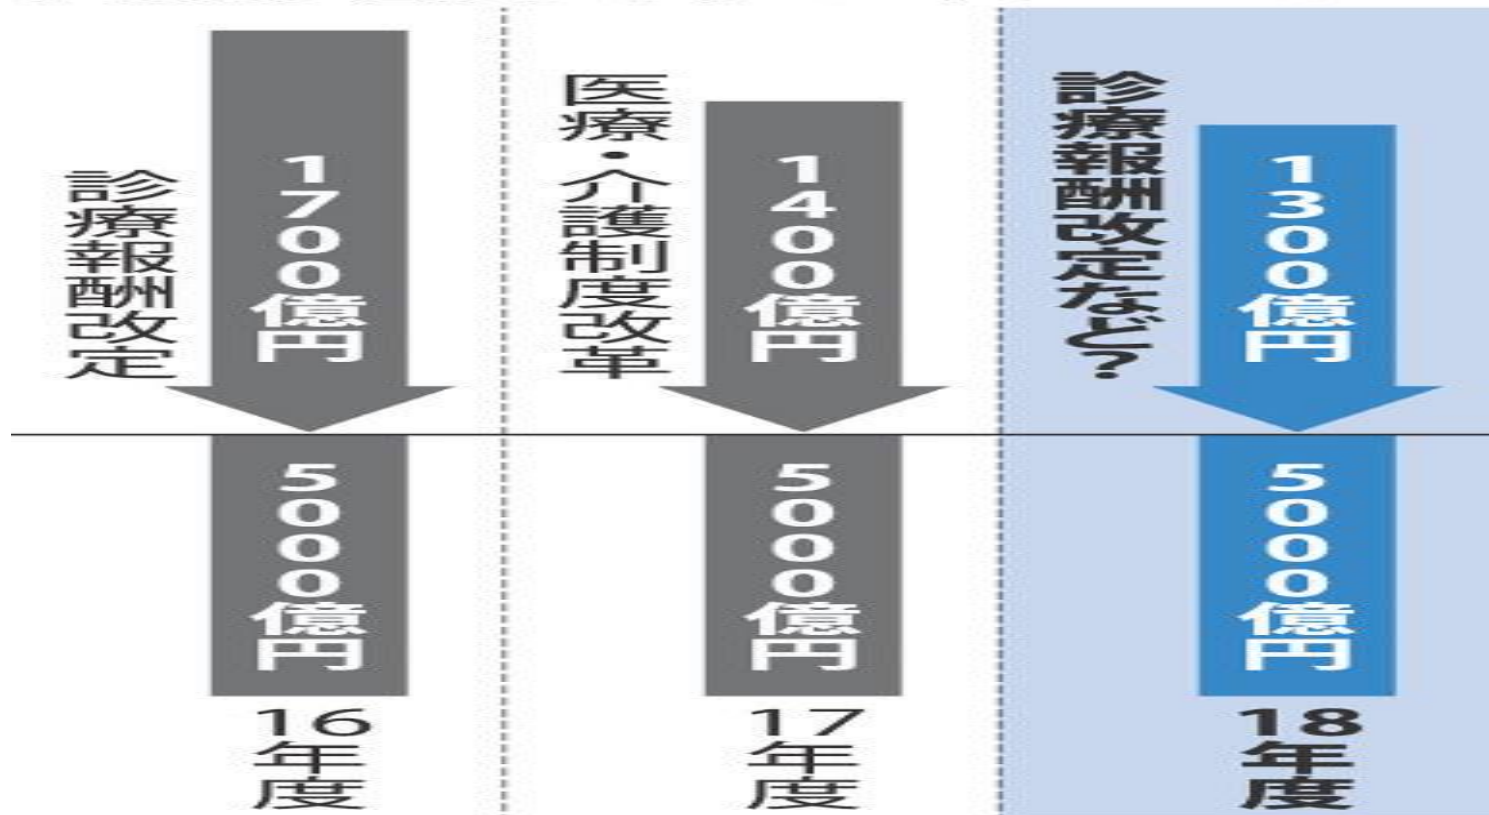 診療報酬改定
1700億円
5000億円
16年度
医療・介護制度改革
1400億円
5000億円
17年度
診療報酬改定など?
1300億円
5000億円
18年度